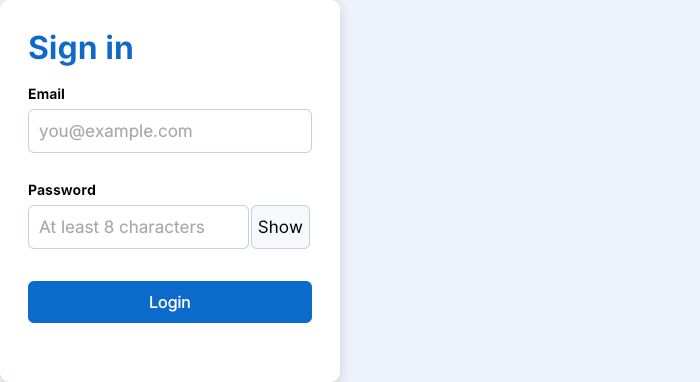 Sign in
Email
you@example.com
Password
At least 8 characters Show
Login